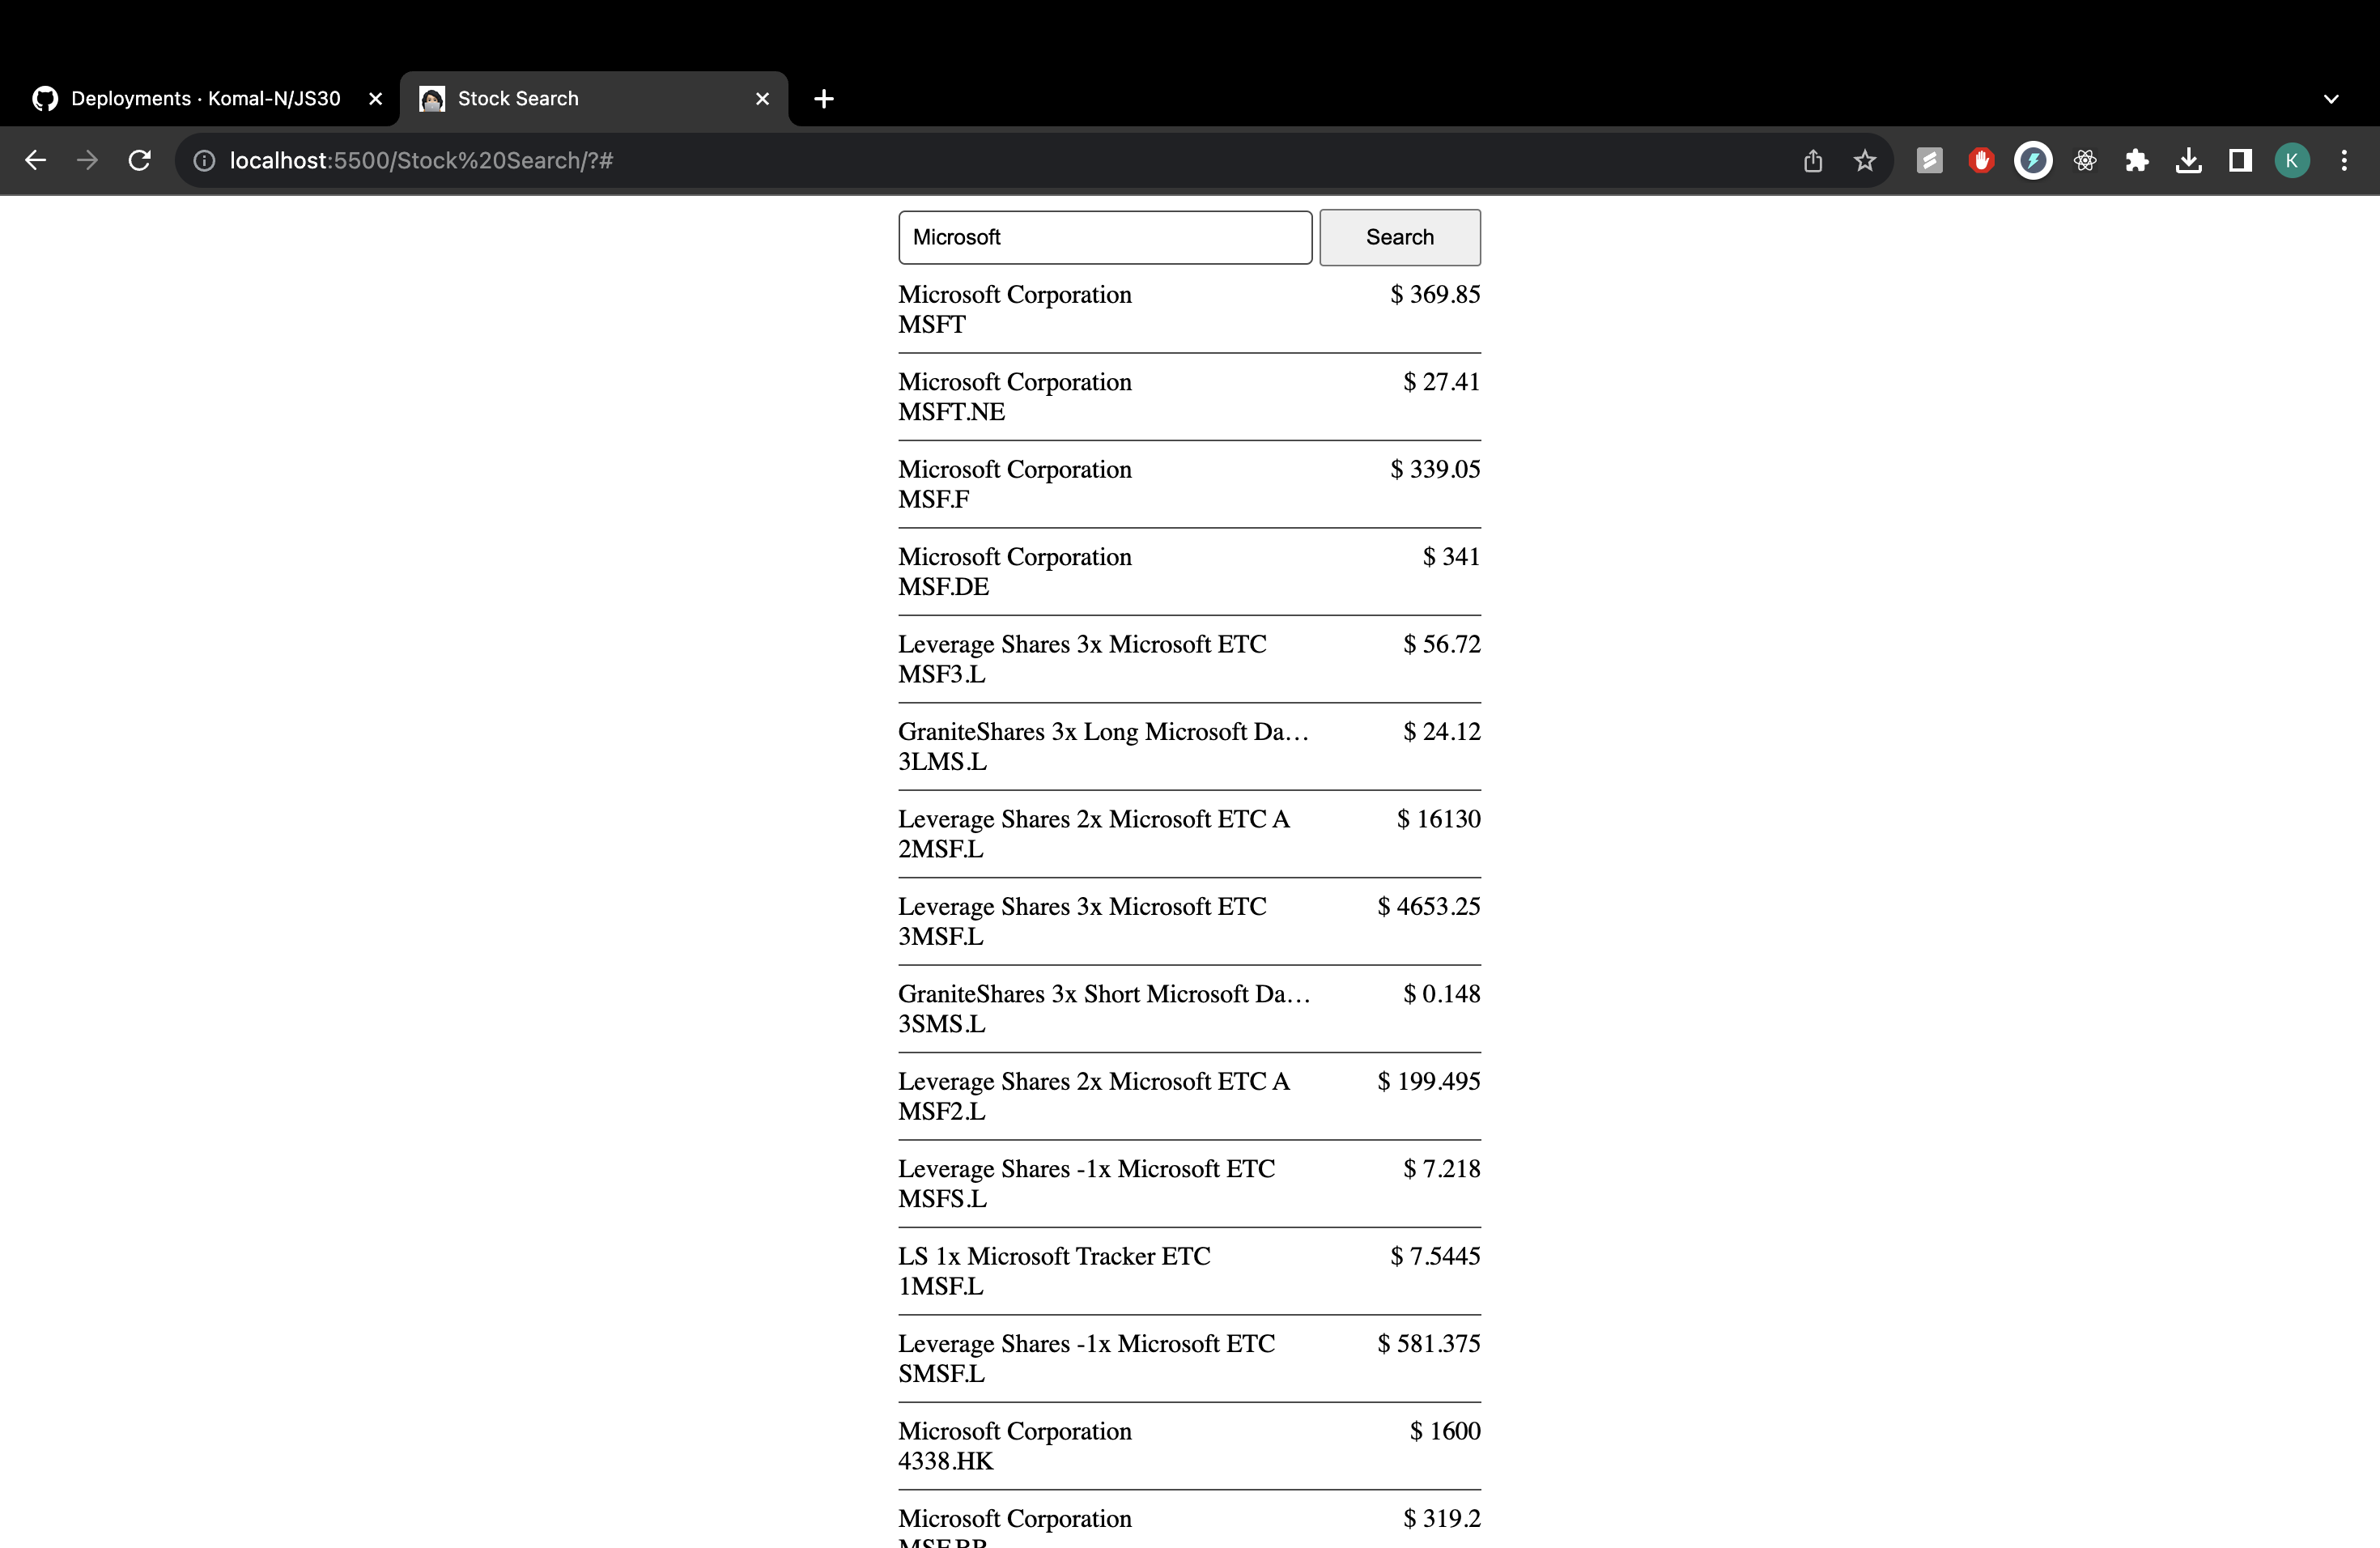 Deployments · Komal-N/JS30
Stock Search
localhost:5500/Stock%20Search/?#
K
Microsoft
Search
Microsoft Corporation $ 369.85
MSFT
Microsoft Corporation $ 27.41
MSFT.NE
Microsoft Corporation $ 339.05
MSF.F
Microsoft Corporation $ 341
MSF.DE
Leverage Shares 3x Microsoft ETC $ 56.72
MSF3.L
GraniteShares 3x Long Microsoft Da… $ 24.12
3LMS.L
Leverage Shares 2x Microsoft ETC A $ 16130
2MSF.L
Leverage Shares 3x Microsoft ETC $ 4653.25
3MSF.L
GraniteShares 3x Short Microsoft Da… $ 0.148
3SMS.L
Leverage Shares 2x Microsoft ETC A $ 199.495
MSF2.L
Leverage Shares -1x Microsoft ETC $ 7.218
MSFS.L
LS 1x Microsoft Tracker ETC $ 7.5445
1MSF.L
Leverage Shares -1x Microsoft ETC $ 581.375
SMSF.L
Microsoft Corporation $ 1600
4338.HK
Microsoft Corporation $ 319.2